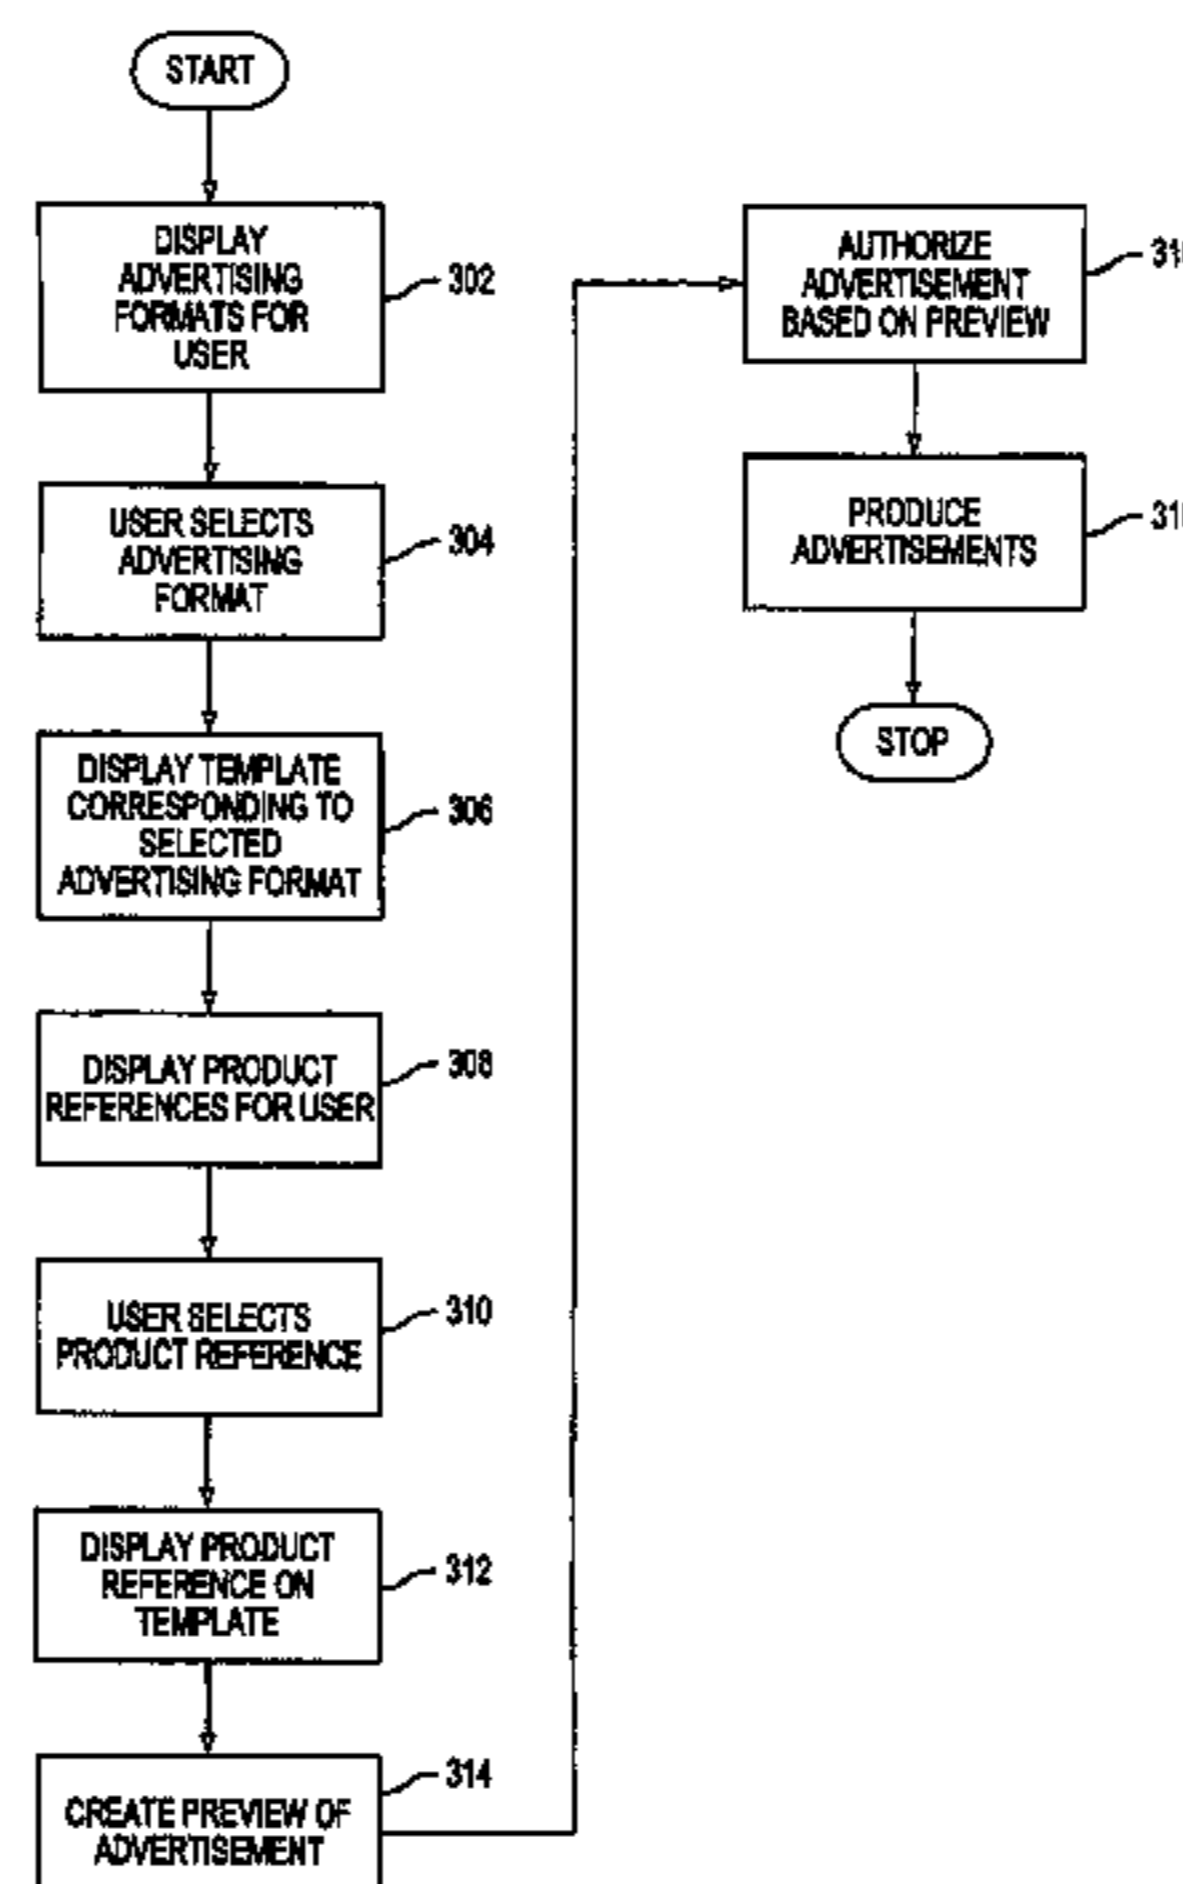 START
DISPLAY
ADVERTISING
FORMATS FOR
USER
302
USER SELECTS
ADVERTISING
FORMAT
304
DISPLAY TEMPLATE
CORRESPONDING TO
SELECTED
ADVERTISING FORMAT
306
DISPLAY PRODUCT
REFERENCES FOR USER
308
USER SELECTS
PRODUCT REFERENCE
310
DISPLAY PRODUCT
REFERENCE ON
TEMPLATE
312
CREATE PREVIEW OF
ADVERTISEMENT
314
AUTHORIZE
ADVERTISEMENT
BASED ON PREVIEW
PRODUCE
ADVERTISEMENTS
STOP